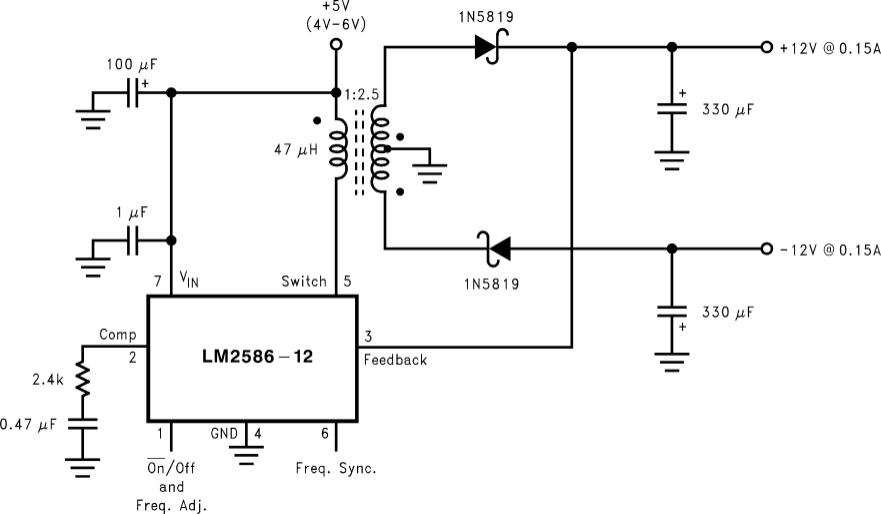 +5V
(4V-6V)
1N5819
+12V @ 0.15A
100 μF
+
1:2.5
+
330 μF
47 μH
1 μF
-12V @ 0.15A
7
VIN
Switch
5
1N5819
330 μF
+
Comp
2
LM2586-12
3
Feedback
2.4k
0.47 μF
1
GND
4
6
On/Off
and
Freq. Adj.
Freq. Sync.